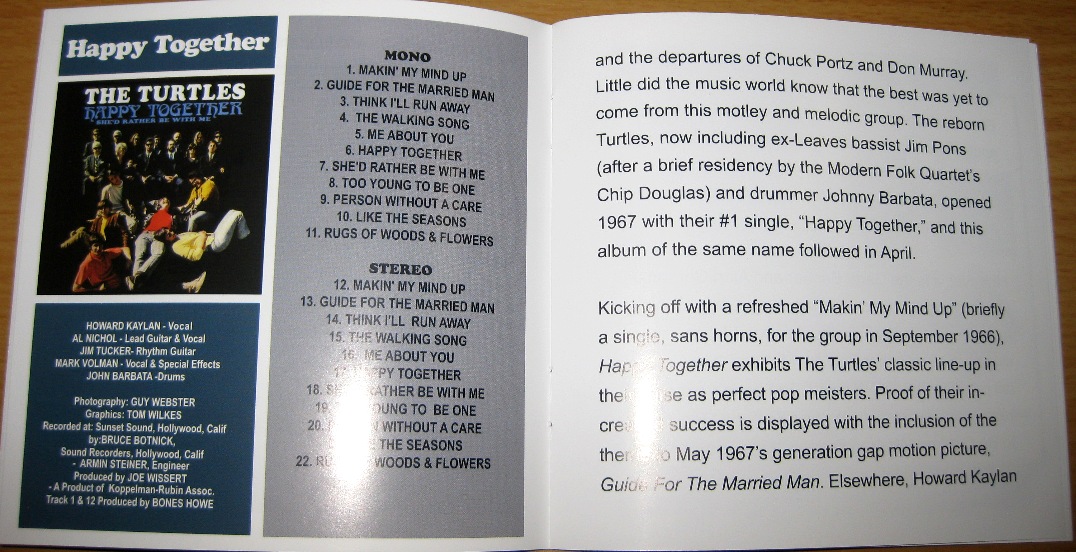 Happy Together
THE TURTLES
HAPPY TOGETHER
"SHE'D RATHER BE WITH ME"
HOWARD KAYLAN - Vocal
AL NICHOL - Lead Guitar & Vocal
JIM TUCKER- Rhythm Guitar
MARK VOLMAN - Vocal & Special Effects
JOHN BARBATA -Drums
Photography: GUY WEBSTER
Graphics: TOM WILKES
Recorded at: Sunset Sound, Hollywood, Calif
by:BRUCE BOTNICK,
Sound Recorders, Hollywood, Calif
- ARMIN STEINER, Engineer
Produced by JOE WISSERT
- A Product of Koppelman-Rubin Assoc.
Track 1 & 12 Produced by BONES HOWE
MONO
1. MAKIN' MY MIND UP
2. GUIDE FOR THE MARRIED MAN
3. THINK I'LL RUN AWAY
4. THE WALKING SONG
5. ME ABOUT YOU
6. HAPPY TOGETHER
7. SHE'D RATHER BE WITH ME
8. TOO YOUNG TO BE ONE
9. PERSON WITHOUT A CARE
10. LIKE THE SEASONS
11. RUGS OF WOODS & FLOWERS
STEREO
12. MAKIN' MY MIND UP
13. GUIDE FOR THE MARRIED MAN
14. THINK I'LL RUN AWAY
15. THE WALKING SONG
16. ME ABOUT YOU
TOGETHER
18. RATHER BE WITH ME
TO BE ONE
20. WITHOUT A CARE
THE SEASONS
22. WOODS & FLOWERS
and the departures of Chuck Portz and Don Murray.
Little did the music world know that the best was yet to
come from this motley and melodic group. The reborn
Turtles, now including ex-Leaves bassist Jim Pons
(after a brief residency by the Modern Folk Quartet's
Chip Douglas) and drummer Johnny Barbata, opened
1967 with their #1 single, "Happy Together," and this
album of the same name followed in April.
Kicking off with a refreshed "Makin' My Mind Up" (briefly
a single, sans horns, for the group in September 1966),
Together exhibits The Turtles' classic line-up in
as perfect pop meisters. Proof of their in-
success is displayed with the inclusion of the
May 1967's generation gap motion picture,
Guide For The Married Man. Elsewhere, Howard Kaylan